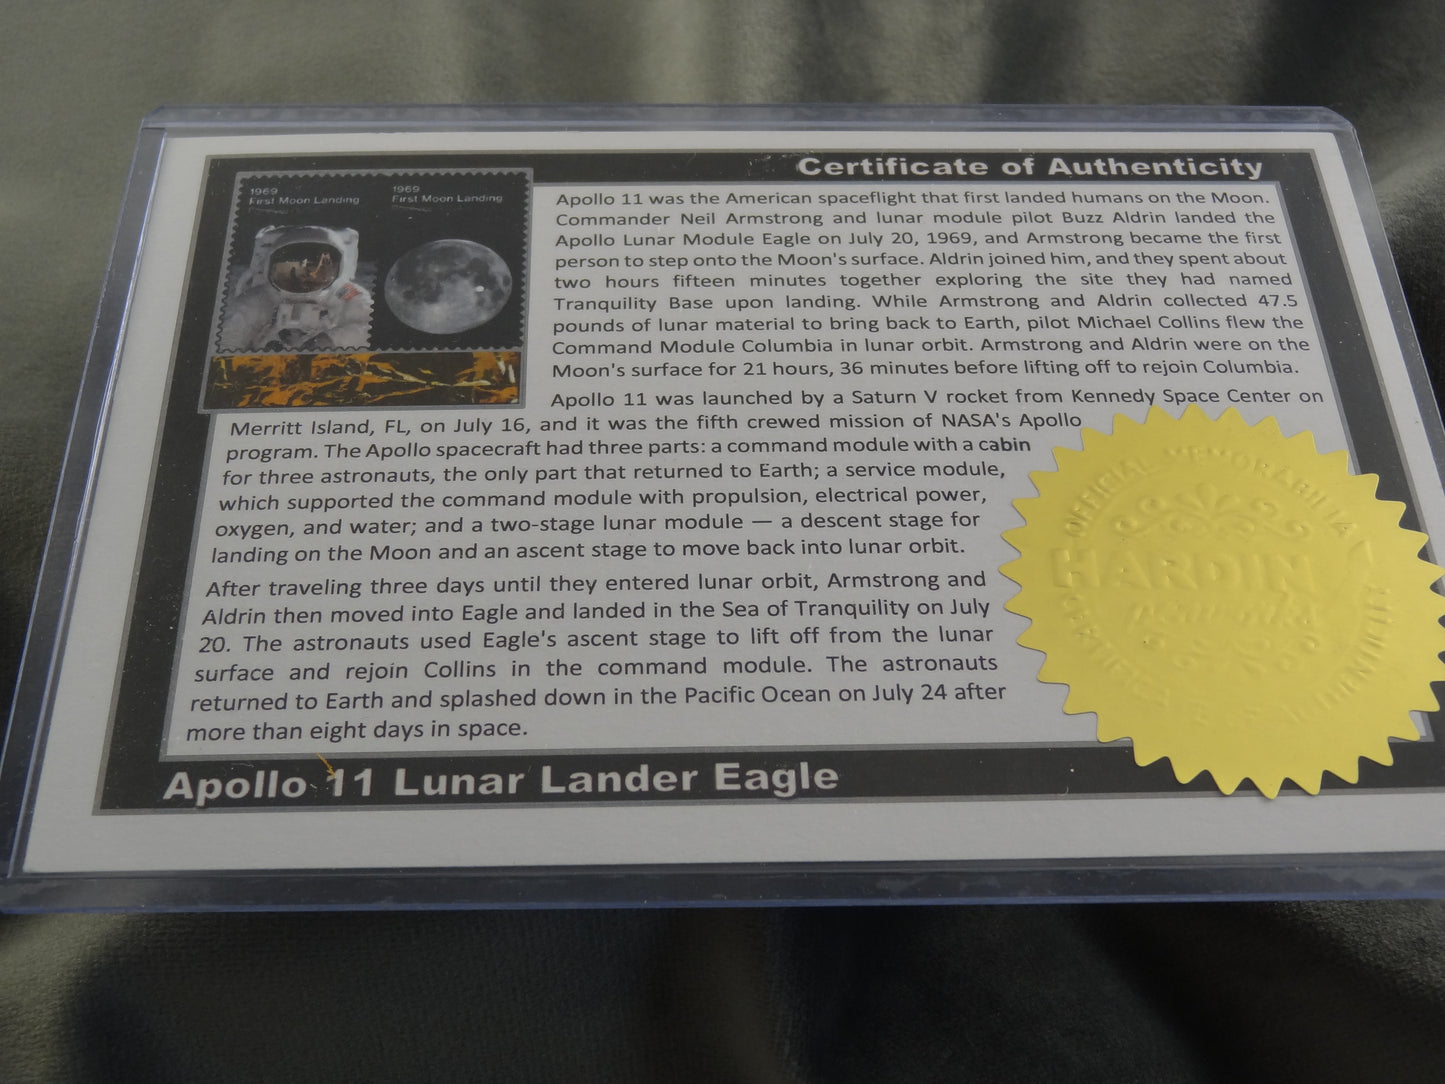 Certificate of Authenticity
1969
First Moon Landing
1969
First Moon Landing
Apollo 11 was the American spaceflight that first landed humans on the Moon.
Commander Neil Armstrong and lunar module pilot Buzz Aldrin landed the
Apollo Lunar Module Eagle on July 20, 1969, and Armstrong became the first
person to step onto the Moon's surface. Aldrin joined him, and they spent about
two hours fifteen minutes together exploring the site they had named
Tranquility Base upon landing. While Armstrong and Aldrin collected 47.5
pounds of lunar material to bring back to Earth, pilot Michael Collins flew the
Command Module Columbia in lunar orbit. Armstrong and Aldrin were on the
Moon's surface for 21 hours, 36 minutes before lifting off to rejoin Columbia.
Apollo 11 was launched by a Saturn V rocket from Kennedy Space Center on
Merritt Island, FL, on July 16, and it was the fifth crewed mission of NASA's Apollo
program. The Apollo spacecraft had three parts: a command module with a cabin
for three astronauts, the only part that returned to Earth; a service module,
which supported the command module with propulsion, electrical power,
oxygen, and water; and a two-stage lunar module — a descent stage for
landing on the Moon and an ascent stage to move back into lunar orbit.
After traveling three days until they entered lunar orbit, Armstrong and
Aldrin then moved into Eagle and landed in the Sea of Tranquility on July
20. The astronauts used Eagle's ascent stage to lift off from the lunar
surface and rejoin Collins in the command module. The astronauts
returned to Earth and splashed down in the Pacific Ocean on July 24 after
more than eight days in space.
OFFICIAL MEMORABILIA
HARDIN
Apollo 11 Lunar Lander Eagle